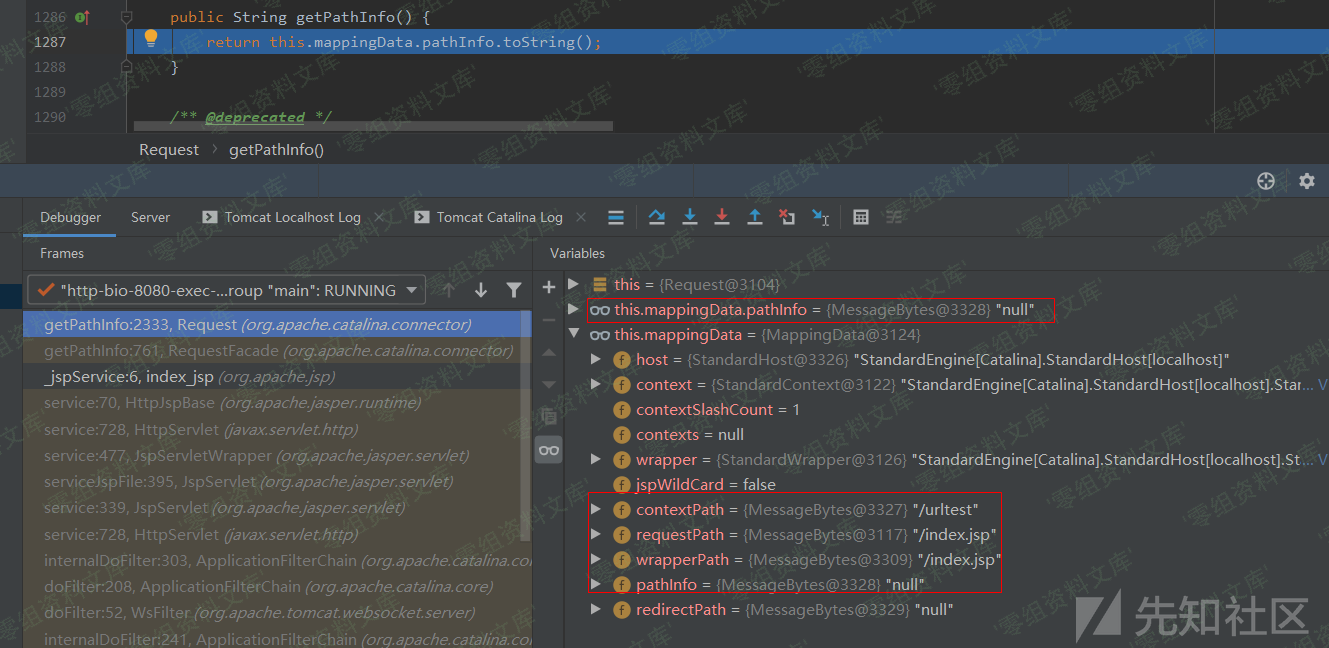 1286 public String getPathInfo() {
1287 return this.mappingData.pathInfo.toString();
1288 }
1289
1290 /** @deprecated */
Request > getPathInfo()
Debugger Server Tomcat Localhost Log Tomcat Catalina Log
Frames
"http-bio-8080-exec-...roup "main": RUNNING
getPathInfo:2333, Request (org.apache.catalina.connector)
getPathInfo:761, RequestFacade (org.apache.catalina.connector)
_jspService:6, index_jsp (org.apache.jsp)
service:70, HttpJspBase (org.apache.jasper.runtime)
service:728, HttpServlet (javax.servlet.http)
service:477, JspServletWrapper (org.apache.jasper.servlet)
serviceJspFile:395, JspServlet (org.apache.jasper.servlet)
service:339, JspServlet (org.apache.jasper.servlet)
service:728, HttpServlet (javax.servlet.http)
internalDoFilter:303, ApplicationFilterChain (org.apache.catalina.co
doFilter:208, ApplicationFilterChain (org.apache.catalina.core)
doFilter:52, WsFilter (org.apache.tomcat.websocket.server)
internalDoFilter:241, ApplicationFilterChain (org.apache.catalina.co
Variables
this = {Request@3104}
this.mappingData.pathInfo = {MessageBytes@3328} "null"
this.mappingData = {MappingData@3124}
host = {StandardHost@3326} "StandardEngine[Catalina].StandardHost[localhost]"
context = {StandardContext@3122} "StandardEngine[Catalina].StandardHost[localhost].Star... V
contextSlashCount = 1
contexts = null
wrapper = {StandardWrapper@3126} "StandardEngine[Catalina].StandardHost[localhost].St... V
jspWildCard = false
contextPath = {MessageBytes@3327} "/urltest"
requestPath = {MessageBytes@3117} "/index.jsp"
wrapperPath = {MessageBytes@3309} "/index.jsp"
pathInfo = {MessageBytes@3328} "null"
redirectPath = {MessageBytes@3329} "null"
'零组资料文库'
先知社区